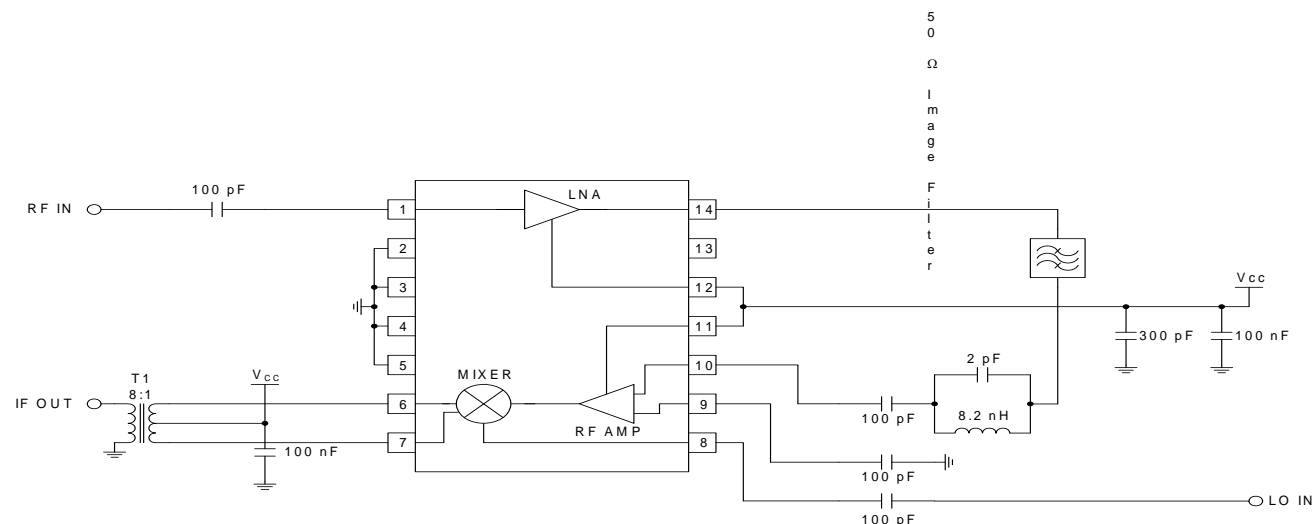 50 Ω Image Filter
100 pF
RF IN
LNA
1
14
2
13
3
12
Vcc
4
11
300 pF
100 nF
5
10
2 pF
T1
8:1
Vcc
MIXER
IF OUT
6
9
100 pF
8.2 nH
RF AMP
7
8
100 nF
100 pF
LO IN
100 pF